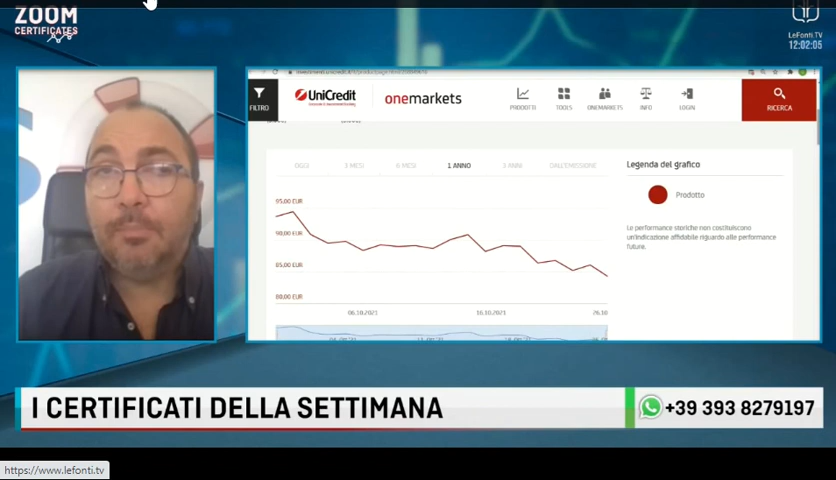 ZOOM
CERTIFICATES
LeFonti.TV
12:02:05
FILTRO
UniCredit
onemarkets
PRODOTTI
TOOLS
ONEMARKETS
INFO
LOGIN
RICERCA
OGGI
3 MESI
6 MESI
1 ANNO
3 ANNI
DALL'EMISSIONE
Legenda del grafico
Prodotto
Le performance storiche non costituiscono
un'indicazione affidabile riguardo alle performance
future.
95,00 EUR
90,00 EUR
85,00 EUR
80,00 EUR
06.10.2021
16.10.2021
26.10
I CERTIFICATI DELLA SETTIMANA
+39 393 8279197
https://www.lefonti.tv